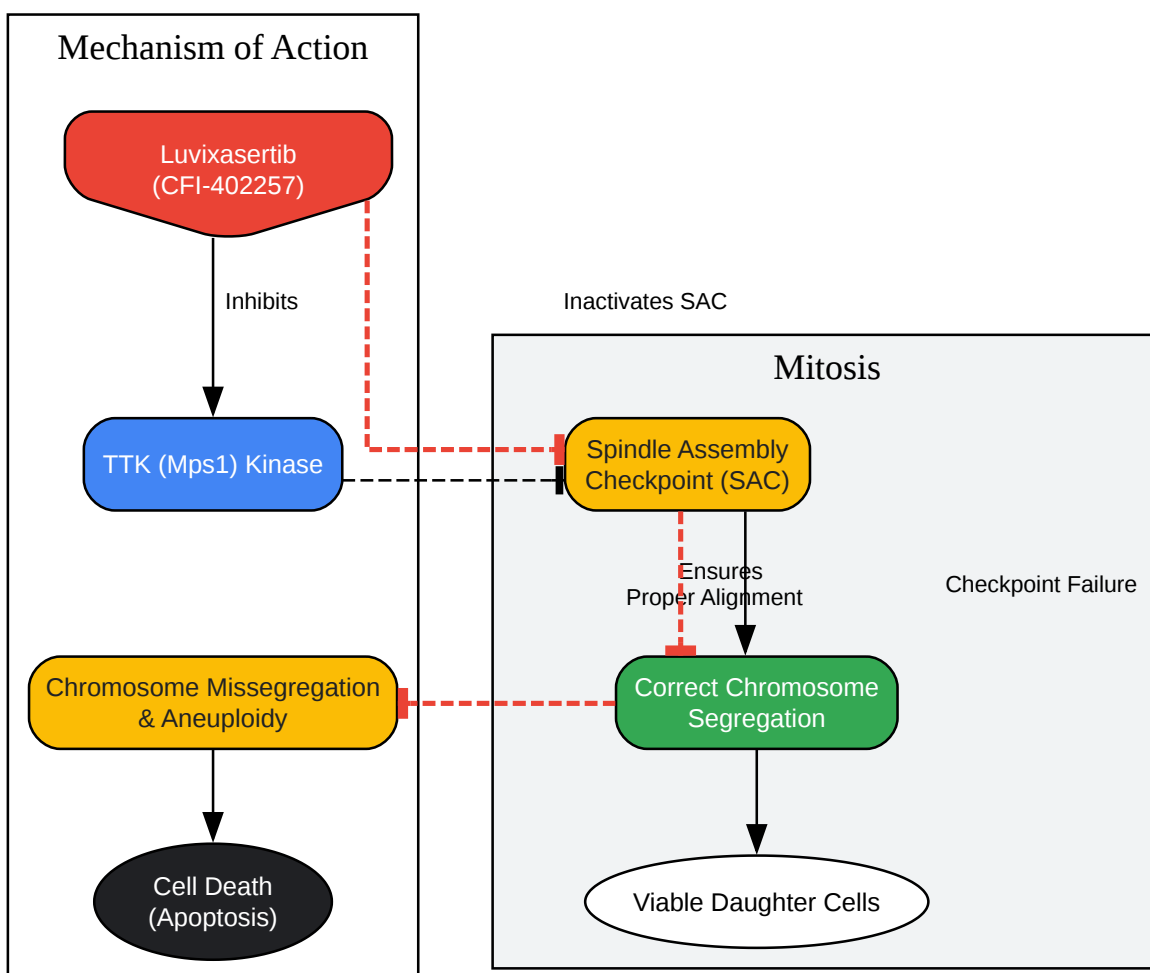 Mechanism of Action
Luvixasertib
(CFI-402257)
Inhibits
Inactivates SAC
Mitosis
TTK (Mps1) Kinase
Spindle Assembly
Checkpoint (SAC)
Ensures
Proper Alignment
Checkpoint Failure
Chromosome Missegregation
& Aneuploidy
Correct Chromosome
Segregation
Cell Death
(Apoptosis)
Viable Daughter Cells